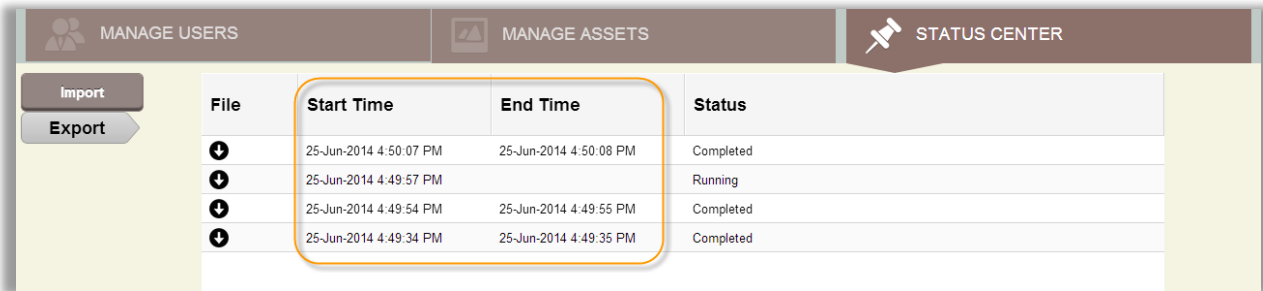 MANAGE USERS MANAGE ASSETS STATUS CENTER
Import
Export
File Start Time End Time Status
25-Jun-2014 4:50:07 PM 25-Jun-2014 4:50:08 PM Completed
25-Jun-2014 4:49:57 PM Running
25-Jun-2014 4:49:54 PM 25-Jun-2014 4:49:55 PM Completed
25-Jun-2014 4:49:34 PM 25-Jun-2014 4:49:35 PM Completed